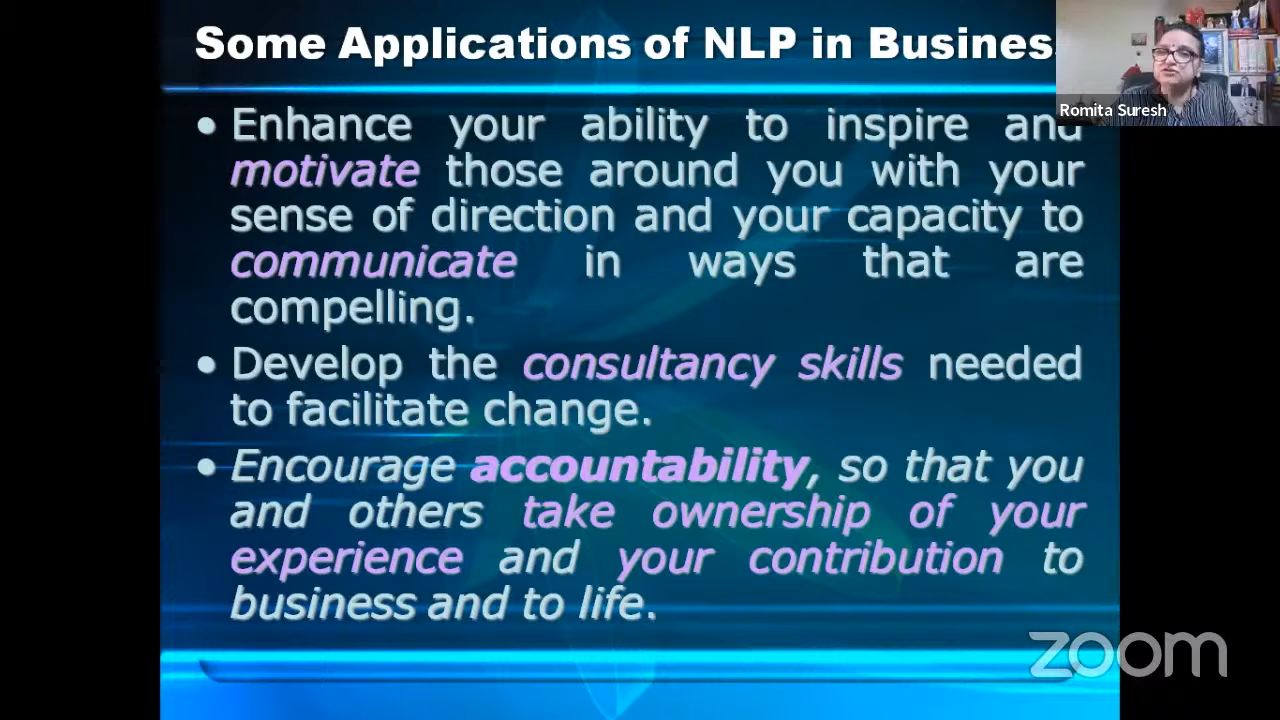 Some Applications of NLP in Busines
Romita Suresh
• Enhance your ability to inspire and
motivate those around you with your
sense of direction and your capacity to
communicate in ways that are
compelling.
• Develop the consultancy skills needed
to facilitate change.
• Encourage accountability, so that you
and others take ownership of your
experience and your contribution to
business and to life.
zoom